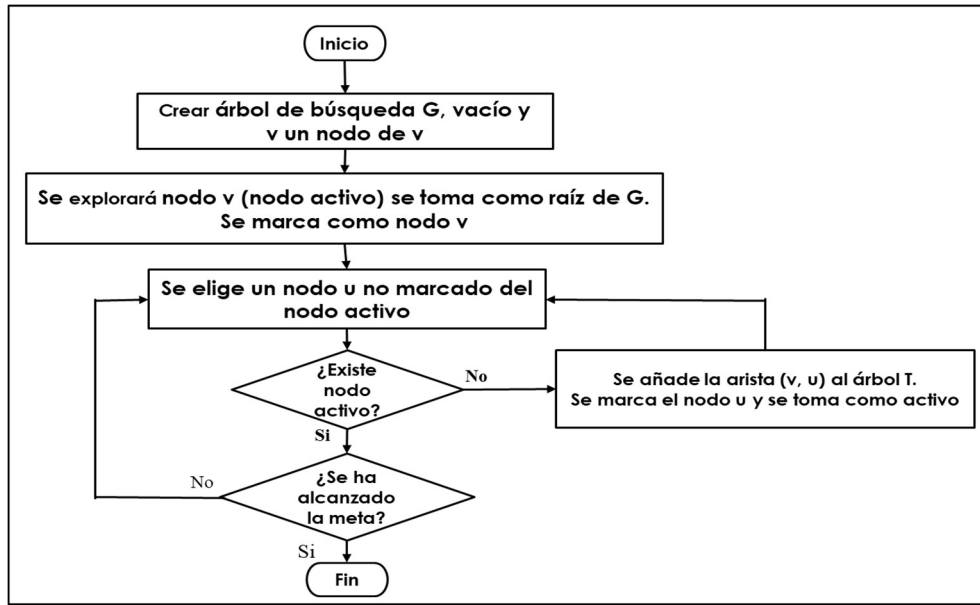 Inicio
Crear árbol de búsqueda G, vacío y
v un nodo de v
Se explorará nodo v (nodo activo) se toma como raíz de G.
Se marca como nodo v
Se elige un nodo u no marcado del
nodo activo
¿Existe
nodo
activo?
No
Se añade la arista (v, u) al árbol T.
Se marca el nodo u y se toma como activo
Si
No
¿Se ha
alcanzado
la meta?
Si
Fin